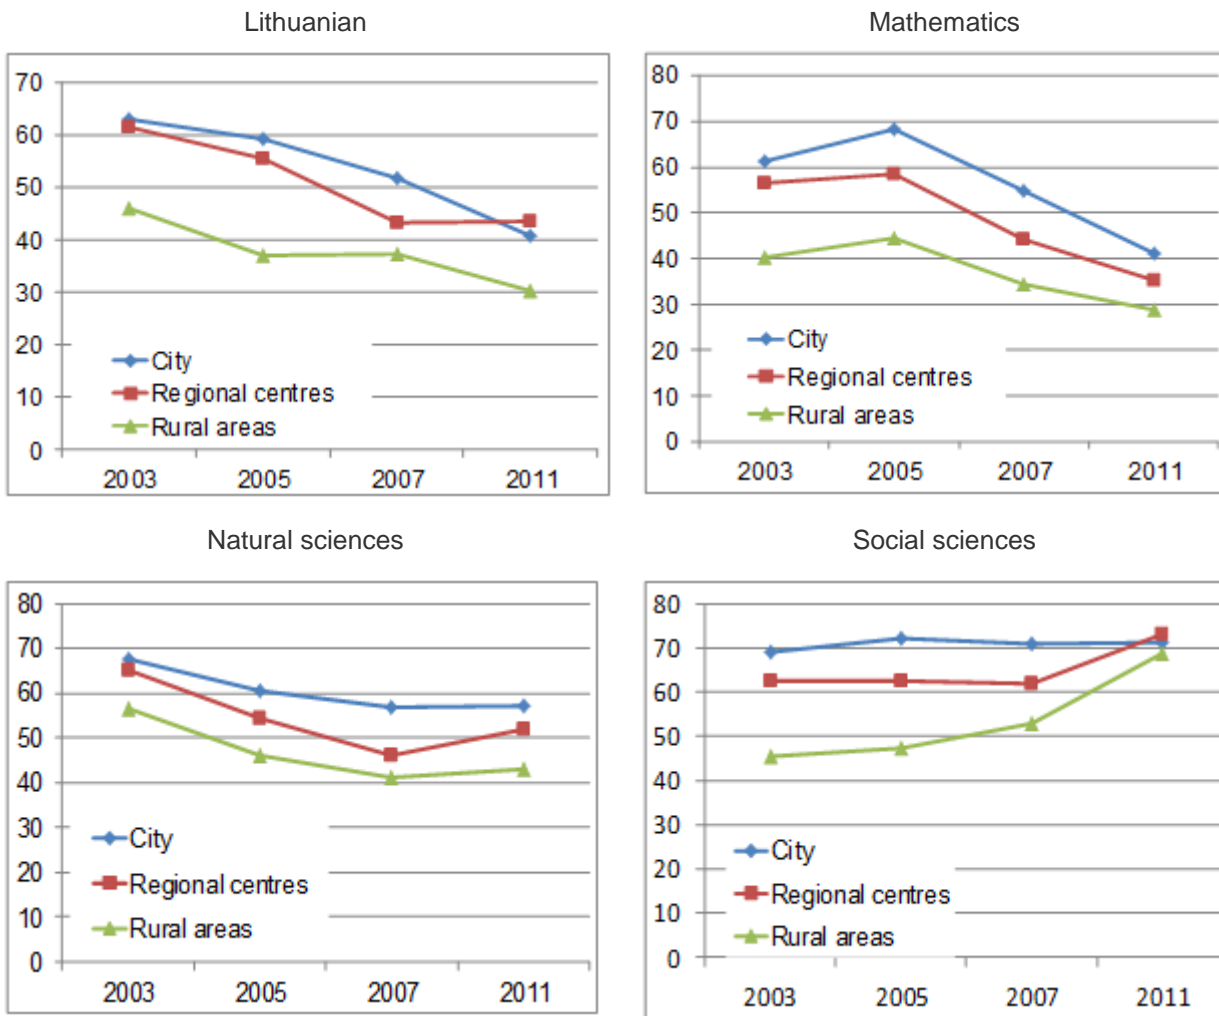 Lithuanian
70
60
50
40
30
20
10
0
City
Regional centres
Rural areas
2003 2005 2007 2011
Mathematics
80
70
60
50
40
30
20
10
0
City
Regional centres
Rural areas
2003 2005 2007 2011
Natural sciences
80
70
60
50
40
30
20
10
0
City
Regional centres
Rural areas
2003 2005 2007 2011
Social sciences
80
70
60
50
40
30
20
10
0
City
Regional centres
Rural areas
2003 2005 2007 2011